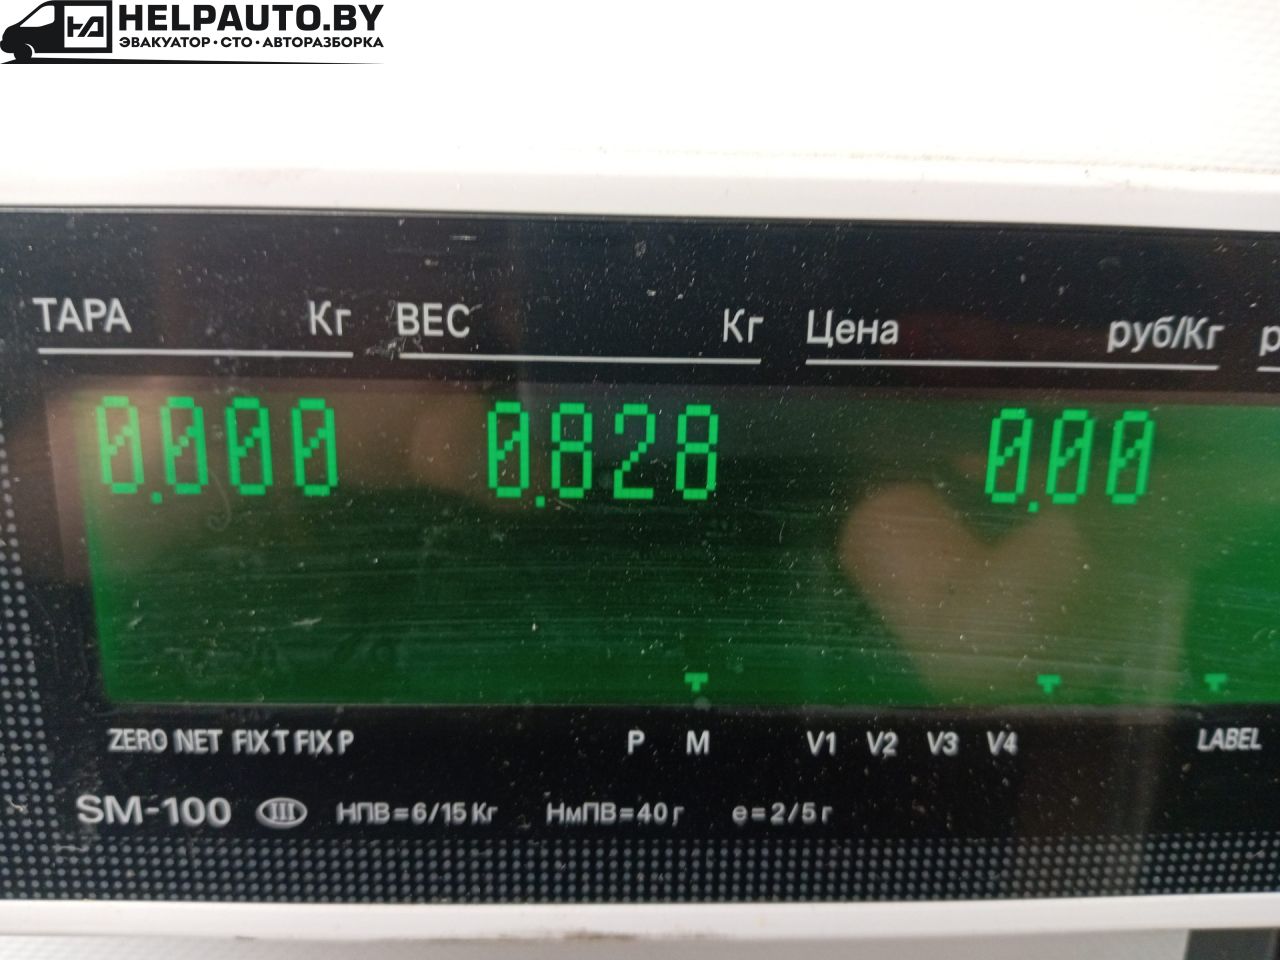 HELPAUTO.BY
ЭВАКУАТОР·СТО·АВТОРАЗБОРКА
ТАРА Кг ВЕС Кг Цена руб/Кг
0.000 0.828 0.00
ZERO NET FIX T FIX P P M V1 V2 V3 V4 LABEL
SM-100 III НПВ=6/15 Кг НмПВ=40 г e=2/5 г